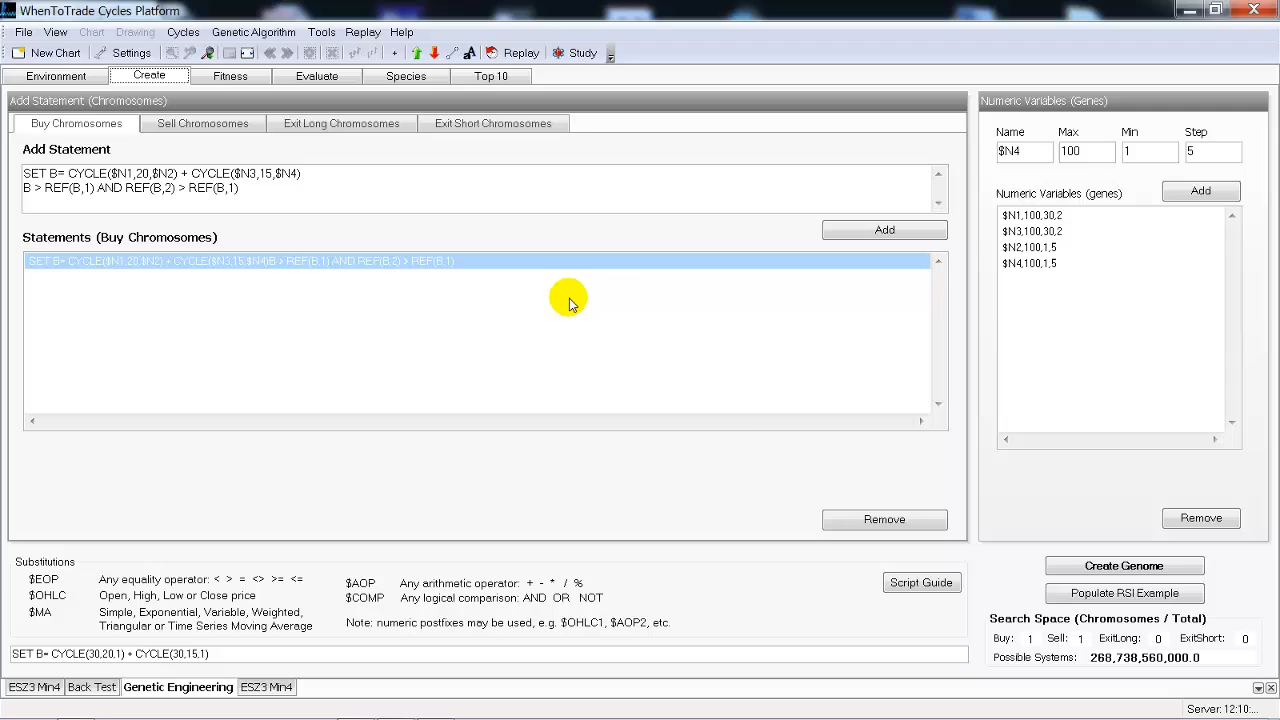 WhenToTrade Cycles Platform
File View Chart Drawing Cycles Genetic Algorithm Tools Replay Help
New Chart Settings Replay Study
Environment Create Fitness Evaluate Species Top 10
Add Statement (Chromosomes)
Buy Chromosomes Sell Chromosomes Exit Long Chromosomes Exit Short Chromosomes
Add Statement
SET B= CYCLE($N1,20,$N2) + CYCLE($N3,15,$N4)
B > REF(B,1) AND REF(B,2) > REF(B,1)
Add
Statements (Buy Chromosomes)
SET B= CYCLE($N1,20,$N2) + CYCLE($N3,15,$N4)B > REF(B,1) AND REF(B,2) > REF(B,1)
Remove
Numeric Variables (Genes)
Name Max Min Step
$N4 100 1 5
Numeric Variables (genes) Add
$N1,100,30,2
$N3,100,30,2
$N2,100,1,5
$N4,100,1,5
Remove
Substitutions
$EOP Any equality operator: < > = <> >= <=
$OHLC Open, High, Low or Close price
$MA Simple, Exponential, Variable, Weighted,
Triangular or Time Series Moving Average
$AOP Any arithmetic operator: + - * / %
$COMP Any logical comparison: AND OR NOT
Note: numeric postfixes may be used, e.g. $OHLC1, $AOP2, etc.
Script Guide
SET B= CYCLE(30,20,1) + CYCLE(30,15,1)
Create Genome
Populate RSI Example
Search Space (Chromosomes / Total)
Buy: 1 Sell: 1 ExitLong: 0 ExitShort: 0
Possible Systems: 268,738,560,000.0
ESZ3 Min4 Back Test Genetic Engineering ESZ3 Min4
Server: 12:10:...